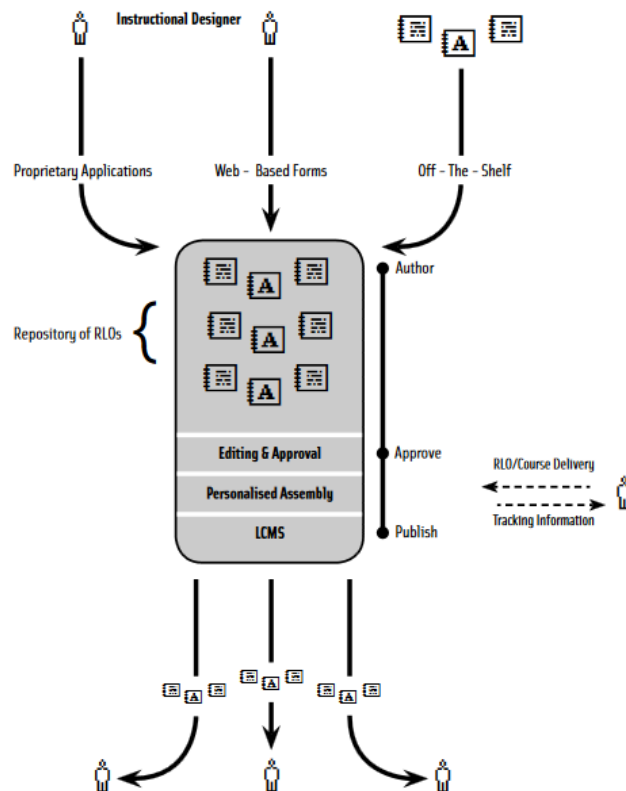 Instructional Designer
Proprietary Applications
Web - Based Forms
Off - The - Shelf
Author
Repository of RLOs
Editing & Approval
Approve
RLO/Course Delivery
Personalised Assembly
Tracking Information
LCMS
Publish